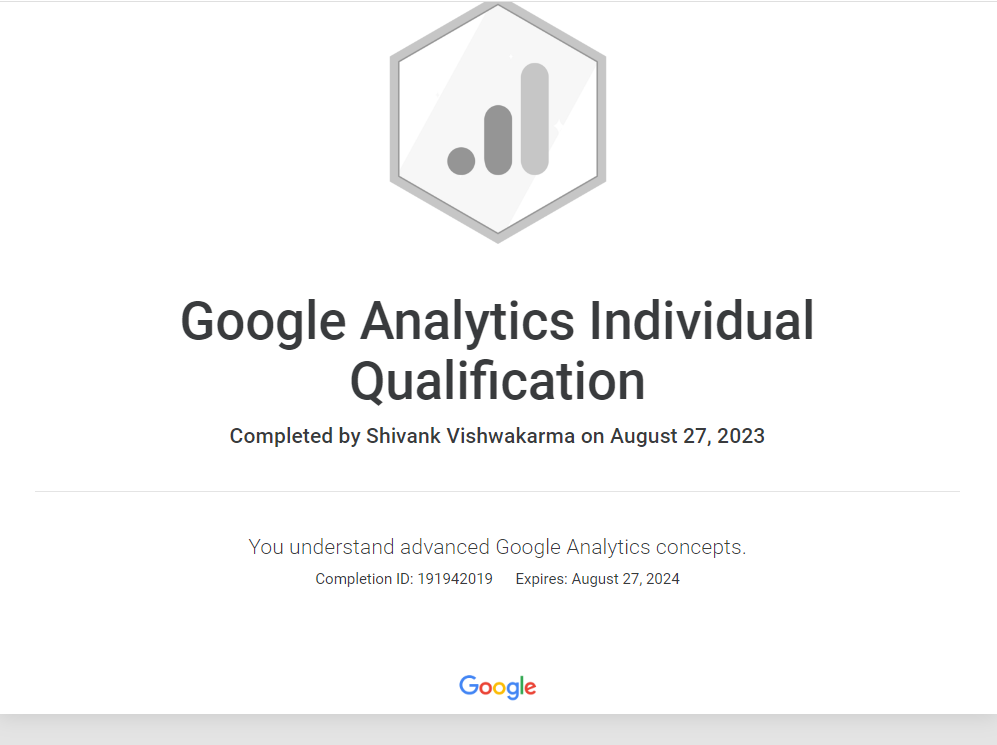 Google Analytics Individual
Qualification
Completed by Shivank Vishwakarma on August 27, 2023
You understand advanced Google Analytics concepts.
Completion ID: 191942019 Expires: August 27, 2024
Google